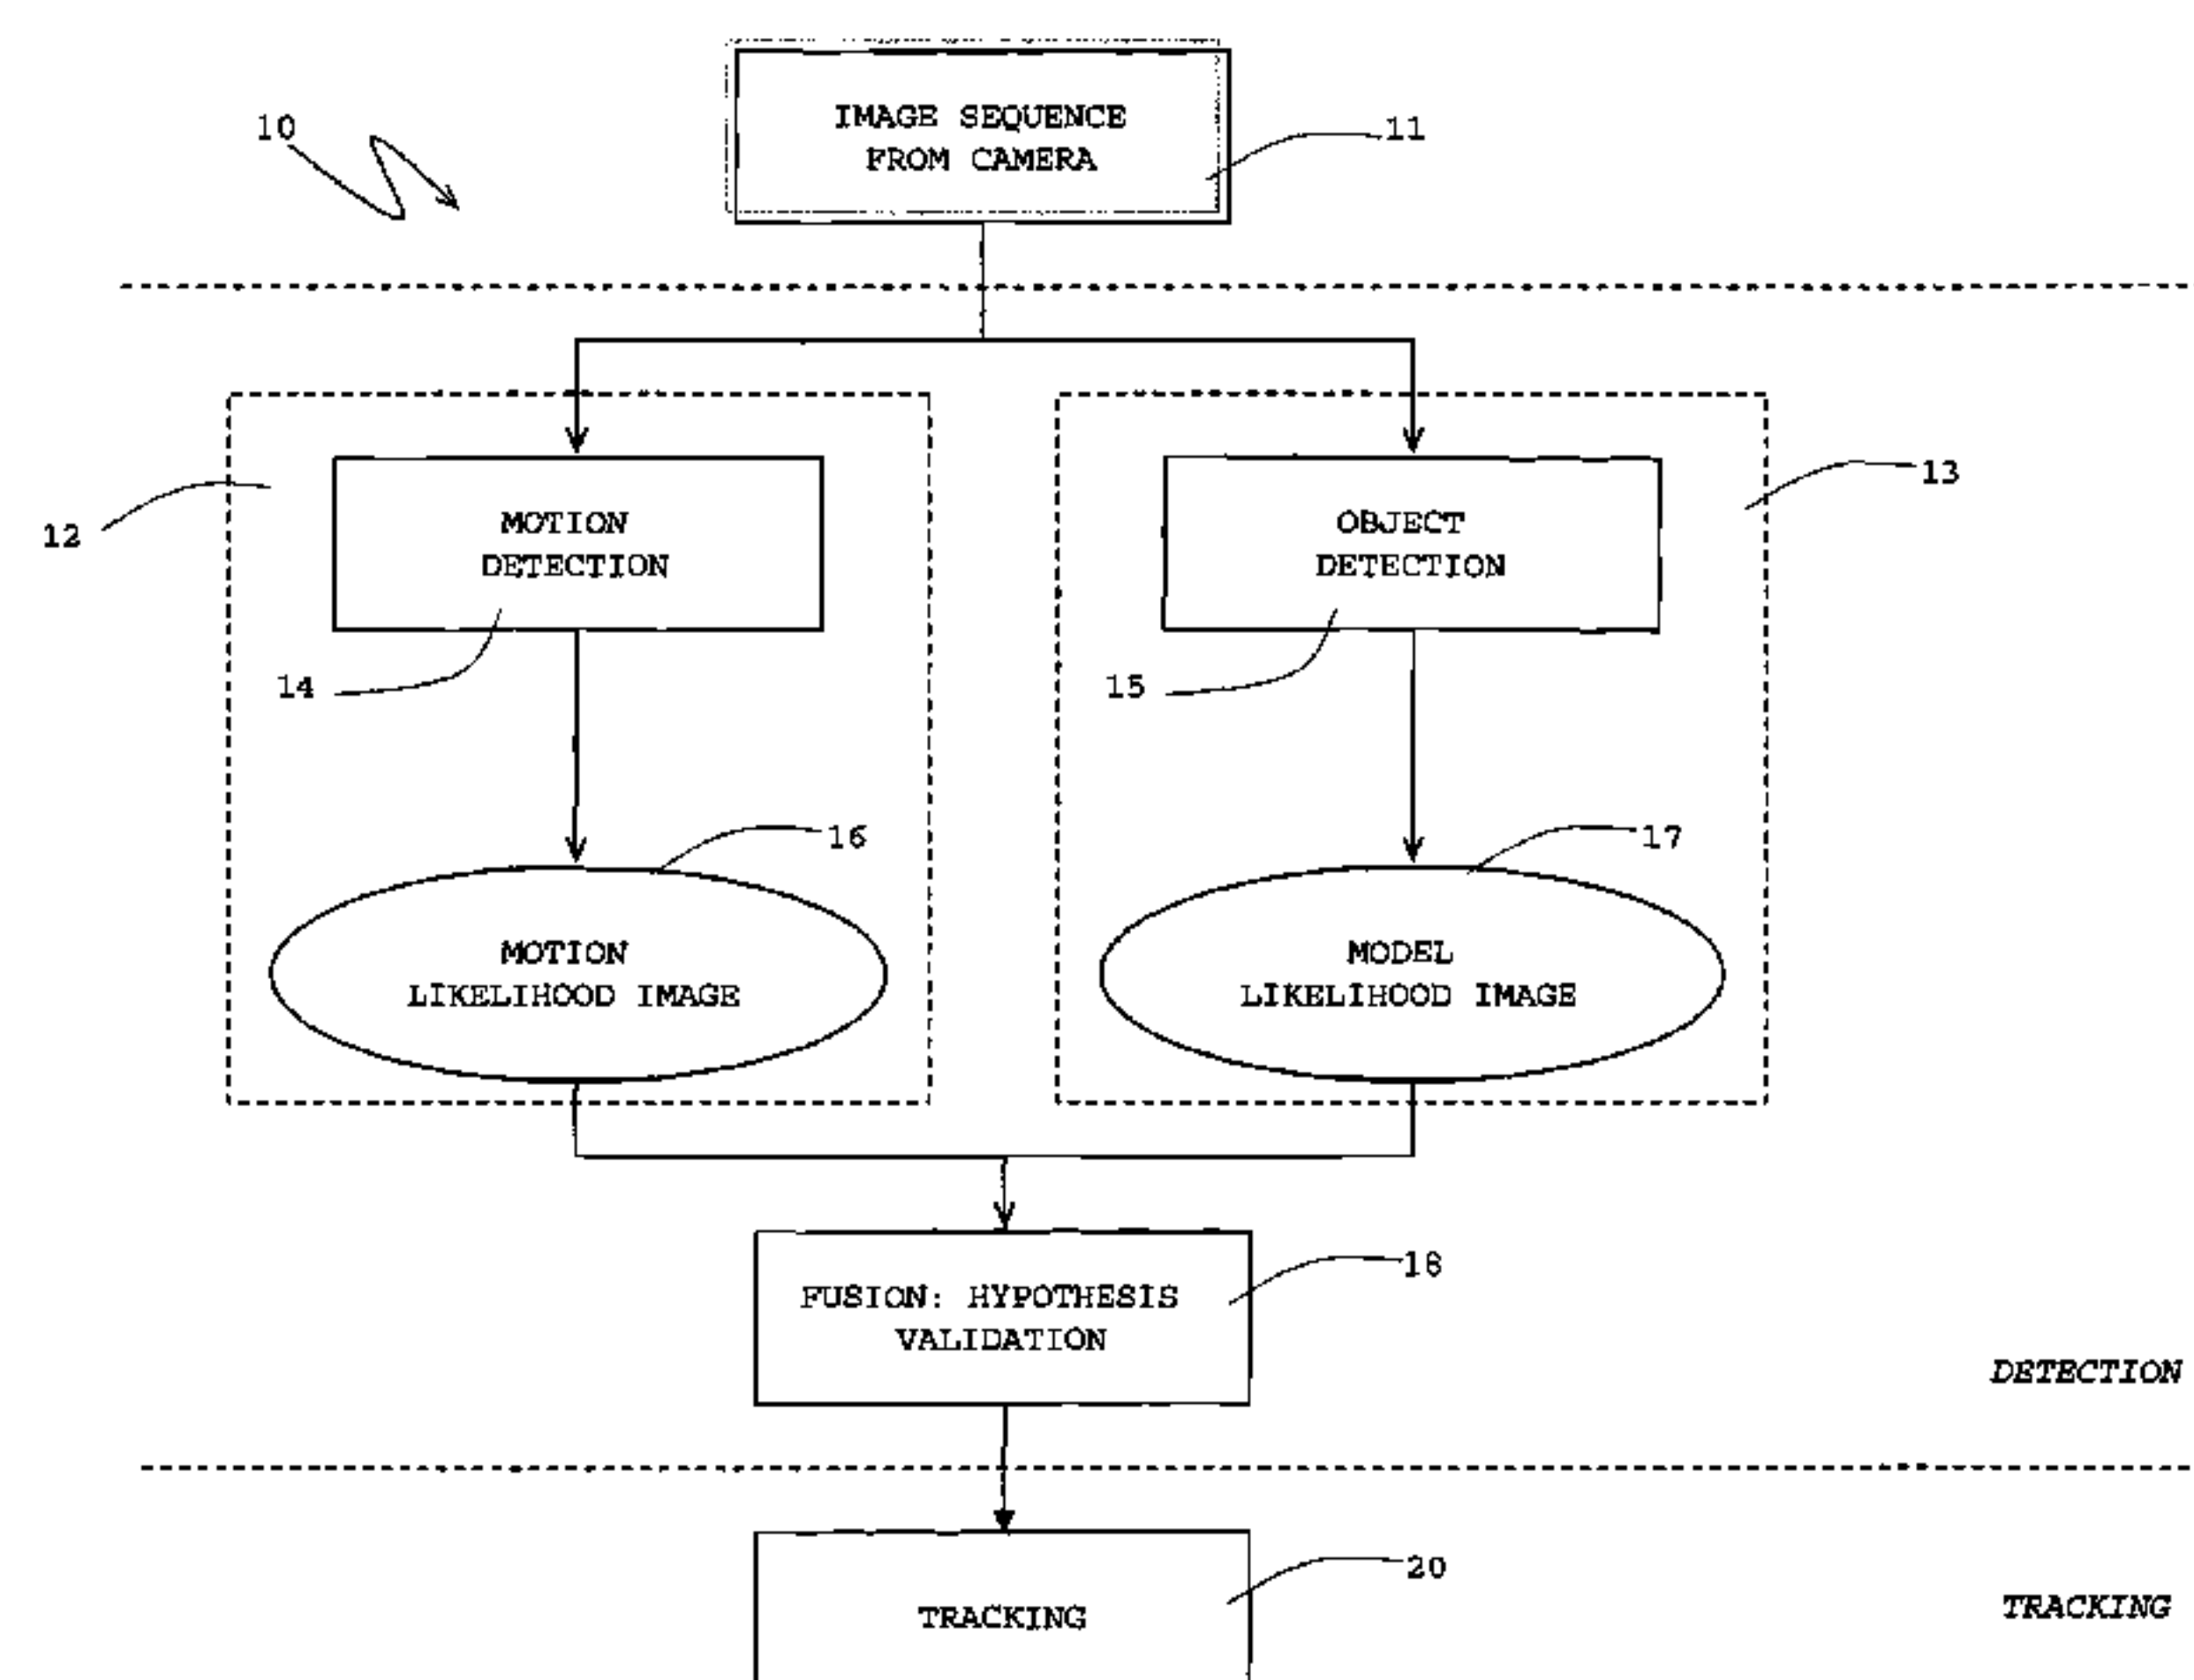 10
IMAGE SEQUENCE
FROM CAMERA
11
12
MOTION
DETECTION
14
OBJECT
DETECTION
13
15
16
MOTION
LIKELIHOOD IMAGE
17
MODEL
LIKELIHOOD IMAGE
FUSION: HYPOTHESIS
VALIDATION
18
DETECTION
TRACKING
20
TRACKING